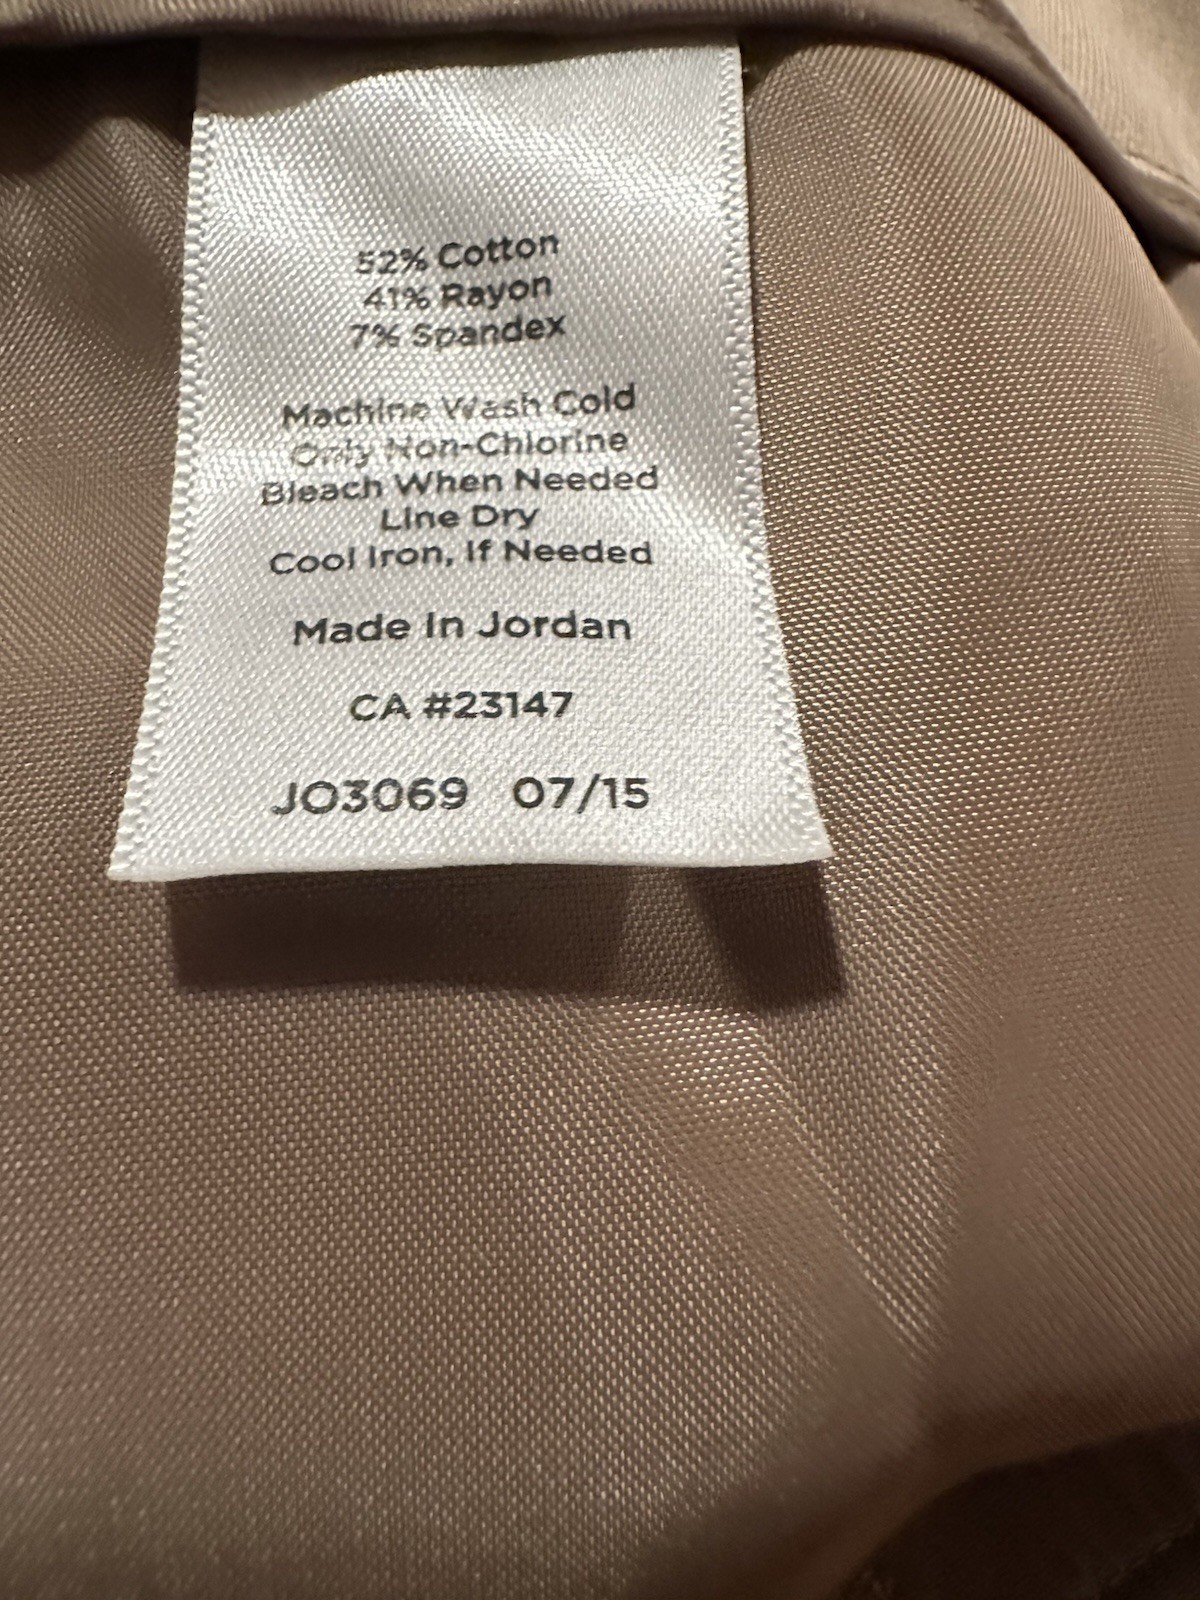 52% Cotton
41% Rayon
7% Spandex
Machine Wash Cold
Only Non-Chlorine
Bleach When Needed
Line Dry
Cool Iron, If Needed
Made In Jordan
CA #23147
JO3069 07/15